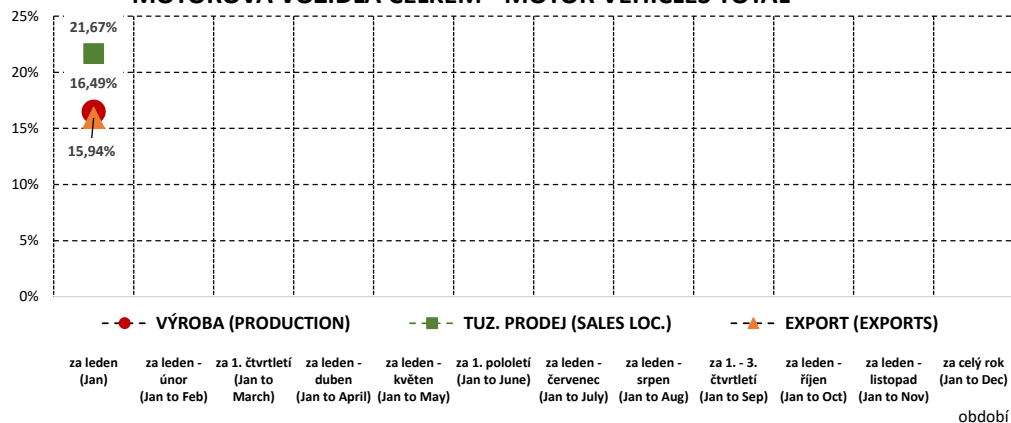 MOTOROVÁ VOZIDLA CELKEM - MOTOR VEHICLES TOTAL
25%
21,67%
20%
16,49%
15%
15,94%
10%
5%
0%
VÝROBA (PRODUCTION) TUZ. PRODEJ (SALES LOC.) EXPORT (EXPORTS)
za leden
(Jan)
za leden -
únor
(Jan to Feb)
za 1. čtvrtletí
(Jan to
March)
za leden -
duben
(Jan to April)
za leden -
květen
(Jan to May)
za 1. pololetí
(Jan to June)
za leden -
červenec
(Jan to July)
za leden -
srpen
(Jan to Aug)
za 1. - 3.
čtvrtletí
(Jan to Sep)
za leden -
říjen
(Jan to Oct)
za leden -
listopad
(Jan to Nov)
za celý rok
(Jan to Dec)
období